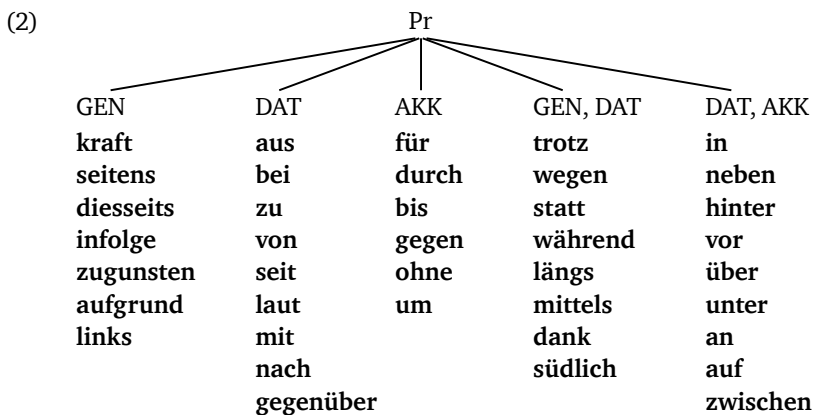 (2) Pr
GEN DAT AKK GEN, DAT DAT, AKK
kraft aus für trotz in
seitens bei durch wegen neben
diesseits zu bis statt hinter
infolge von gegen während vor
zugunsten seit ohne längs über
aufgrund laut um mittels unter
links mit dank an
nach südlich auf
gegenüber zwischen